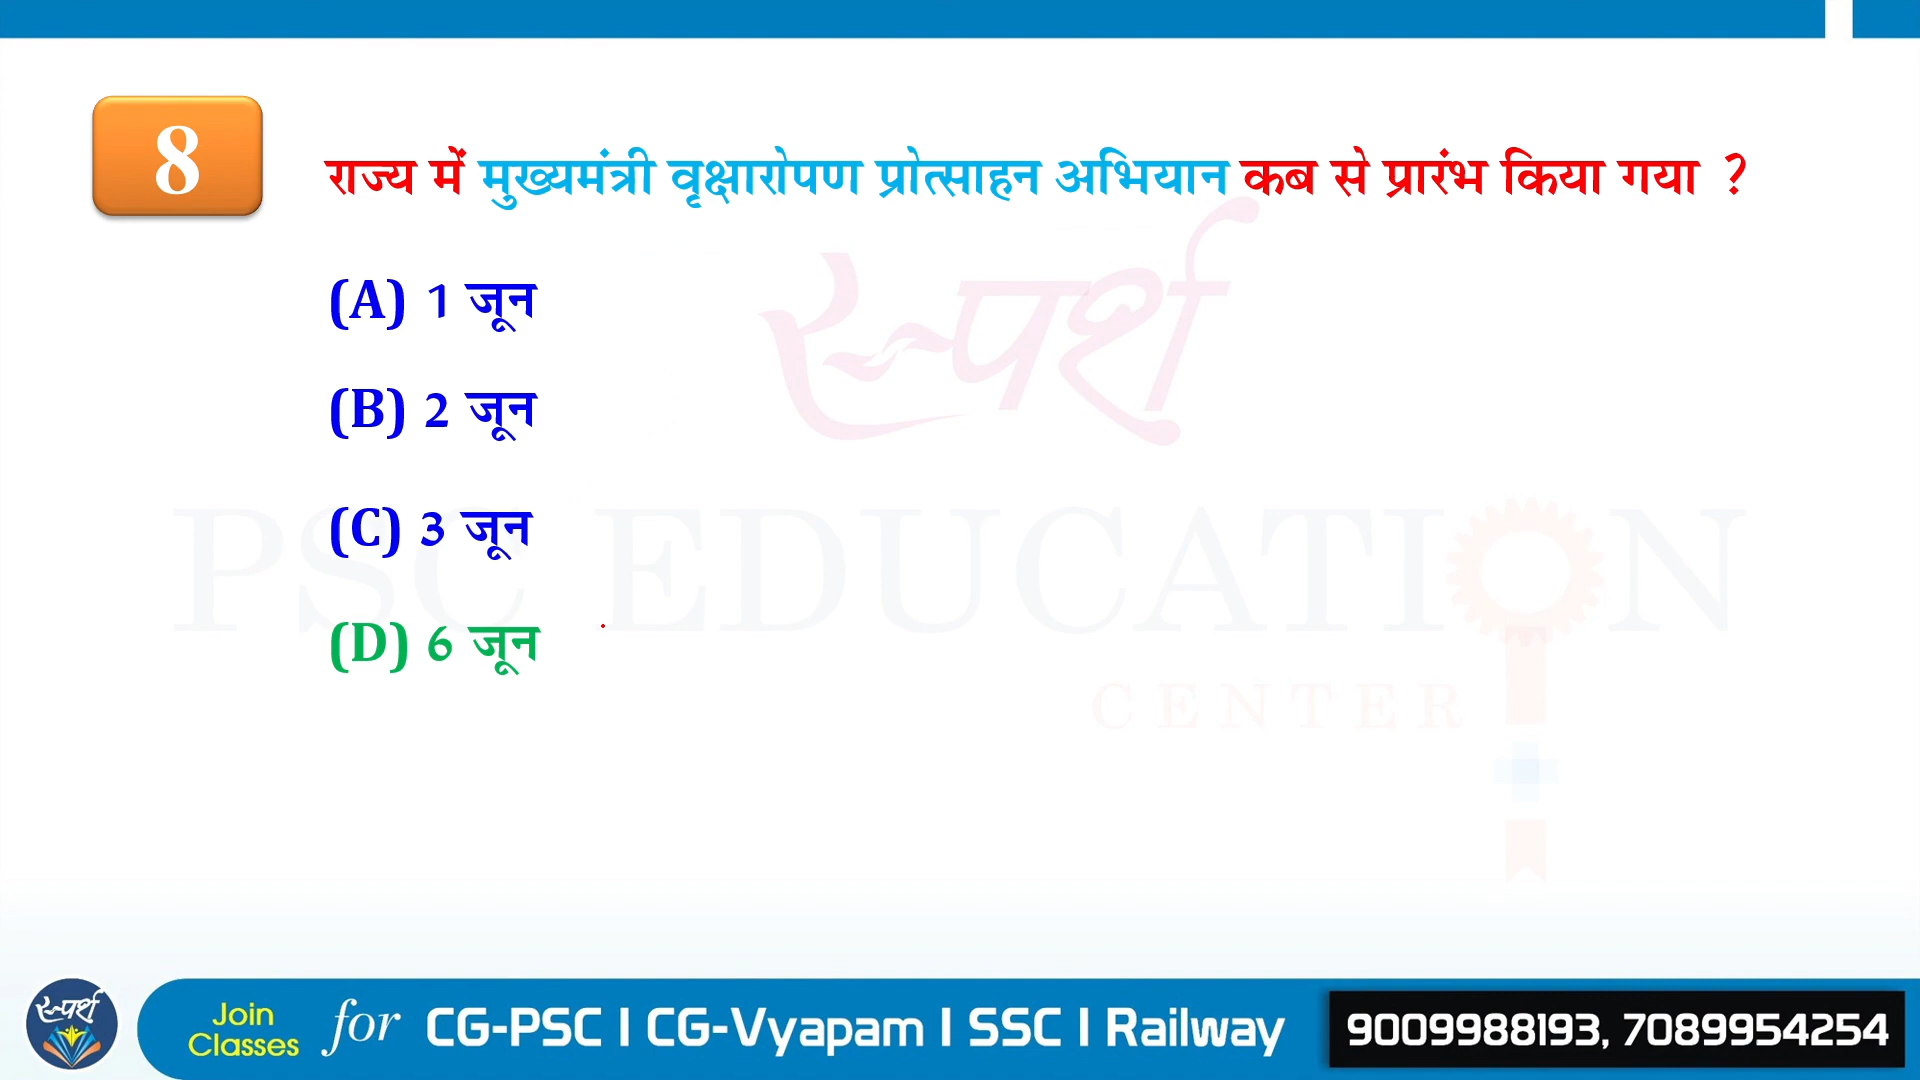 8
राज्य में मुख्यमंत्री वृक्षारोपण प्रोत्साहन अभियान कब से प्रारंभ किया गया ?
(A) 1 जून
(B) 2 जून
(C) 3 जून
(D) 6 जून
स्पर्श
PSC EDUCATION
CENTER
स्पर्श
Join Classes for CG-PSC I CG-Vyapam I SSC I Railway
9009988193, 7089954254